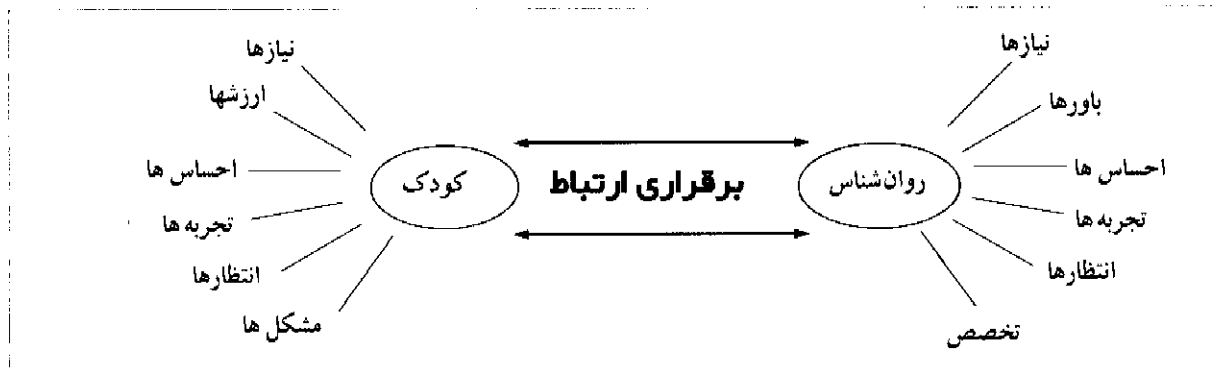 نیازها
باورها
احساس ها
تجربه ها
انتظارها
تخصص
روان‌شناس
برقراری ارتباط
کودک
نیازها
ارزشها
احساس ها
تجربه ها
انتظارها
مشکل ها